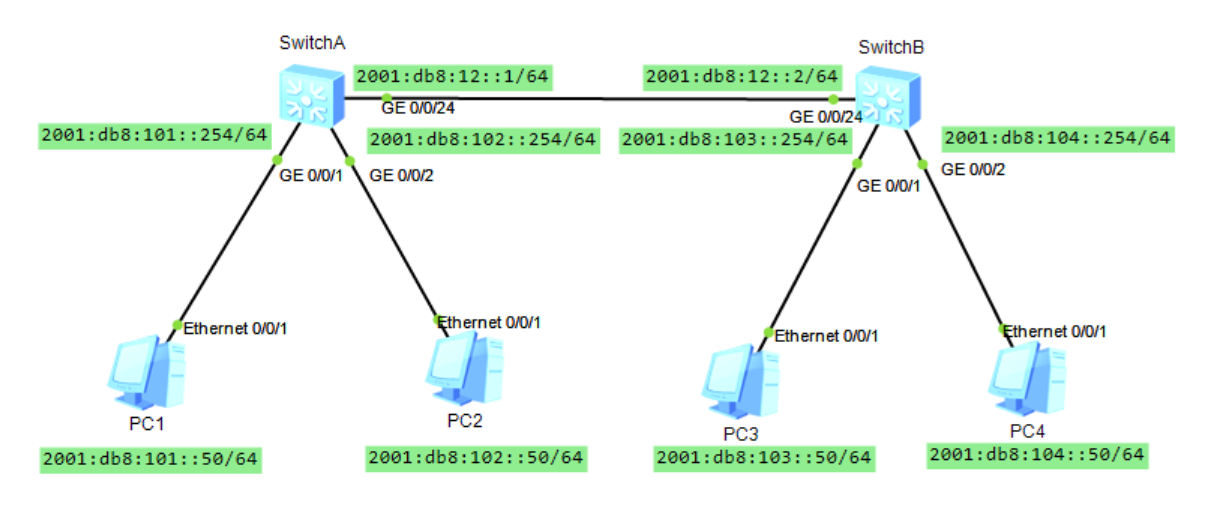 SwitchA
SwitchB
2001:db8:12::1/64
2001:db8:12::2/64
GE 0/0/24
GE 0/0/24
2001:db8:101::254/64
2001:db8:102::254/64
2001:db8:103::254/64
2001:db8:104::254/64
GE 0/0/1
GE 0/0/2
GE 0/0/1
GE 0/0/2
Ethernet 0/0/1
Ethernet 0/0/1
Ethernet 0/0/1
Ethernet 0/0/1
PC1
PC2
PC3
PC4
2001:db8:101::50/64
2001:db8:102::50/64
2001:db8:103::50/64
2001:db8:104::50/64